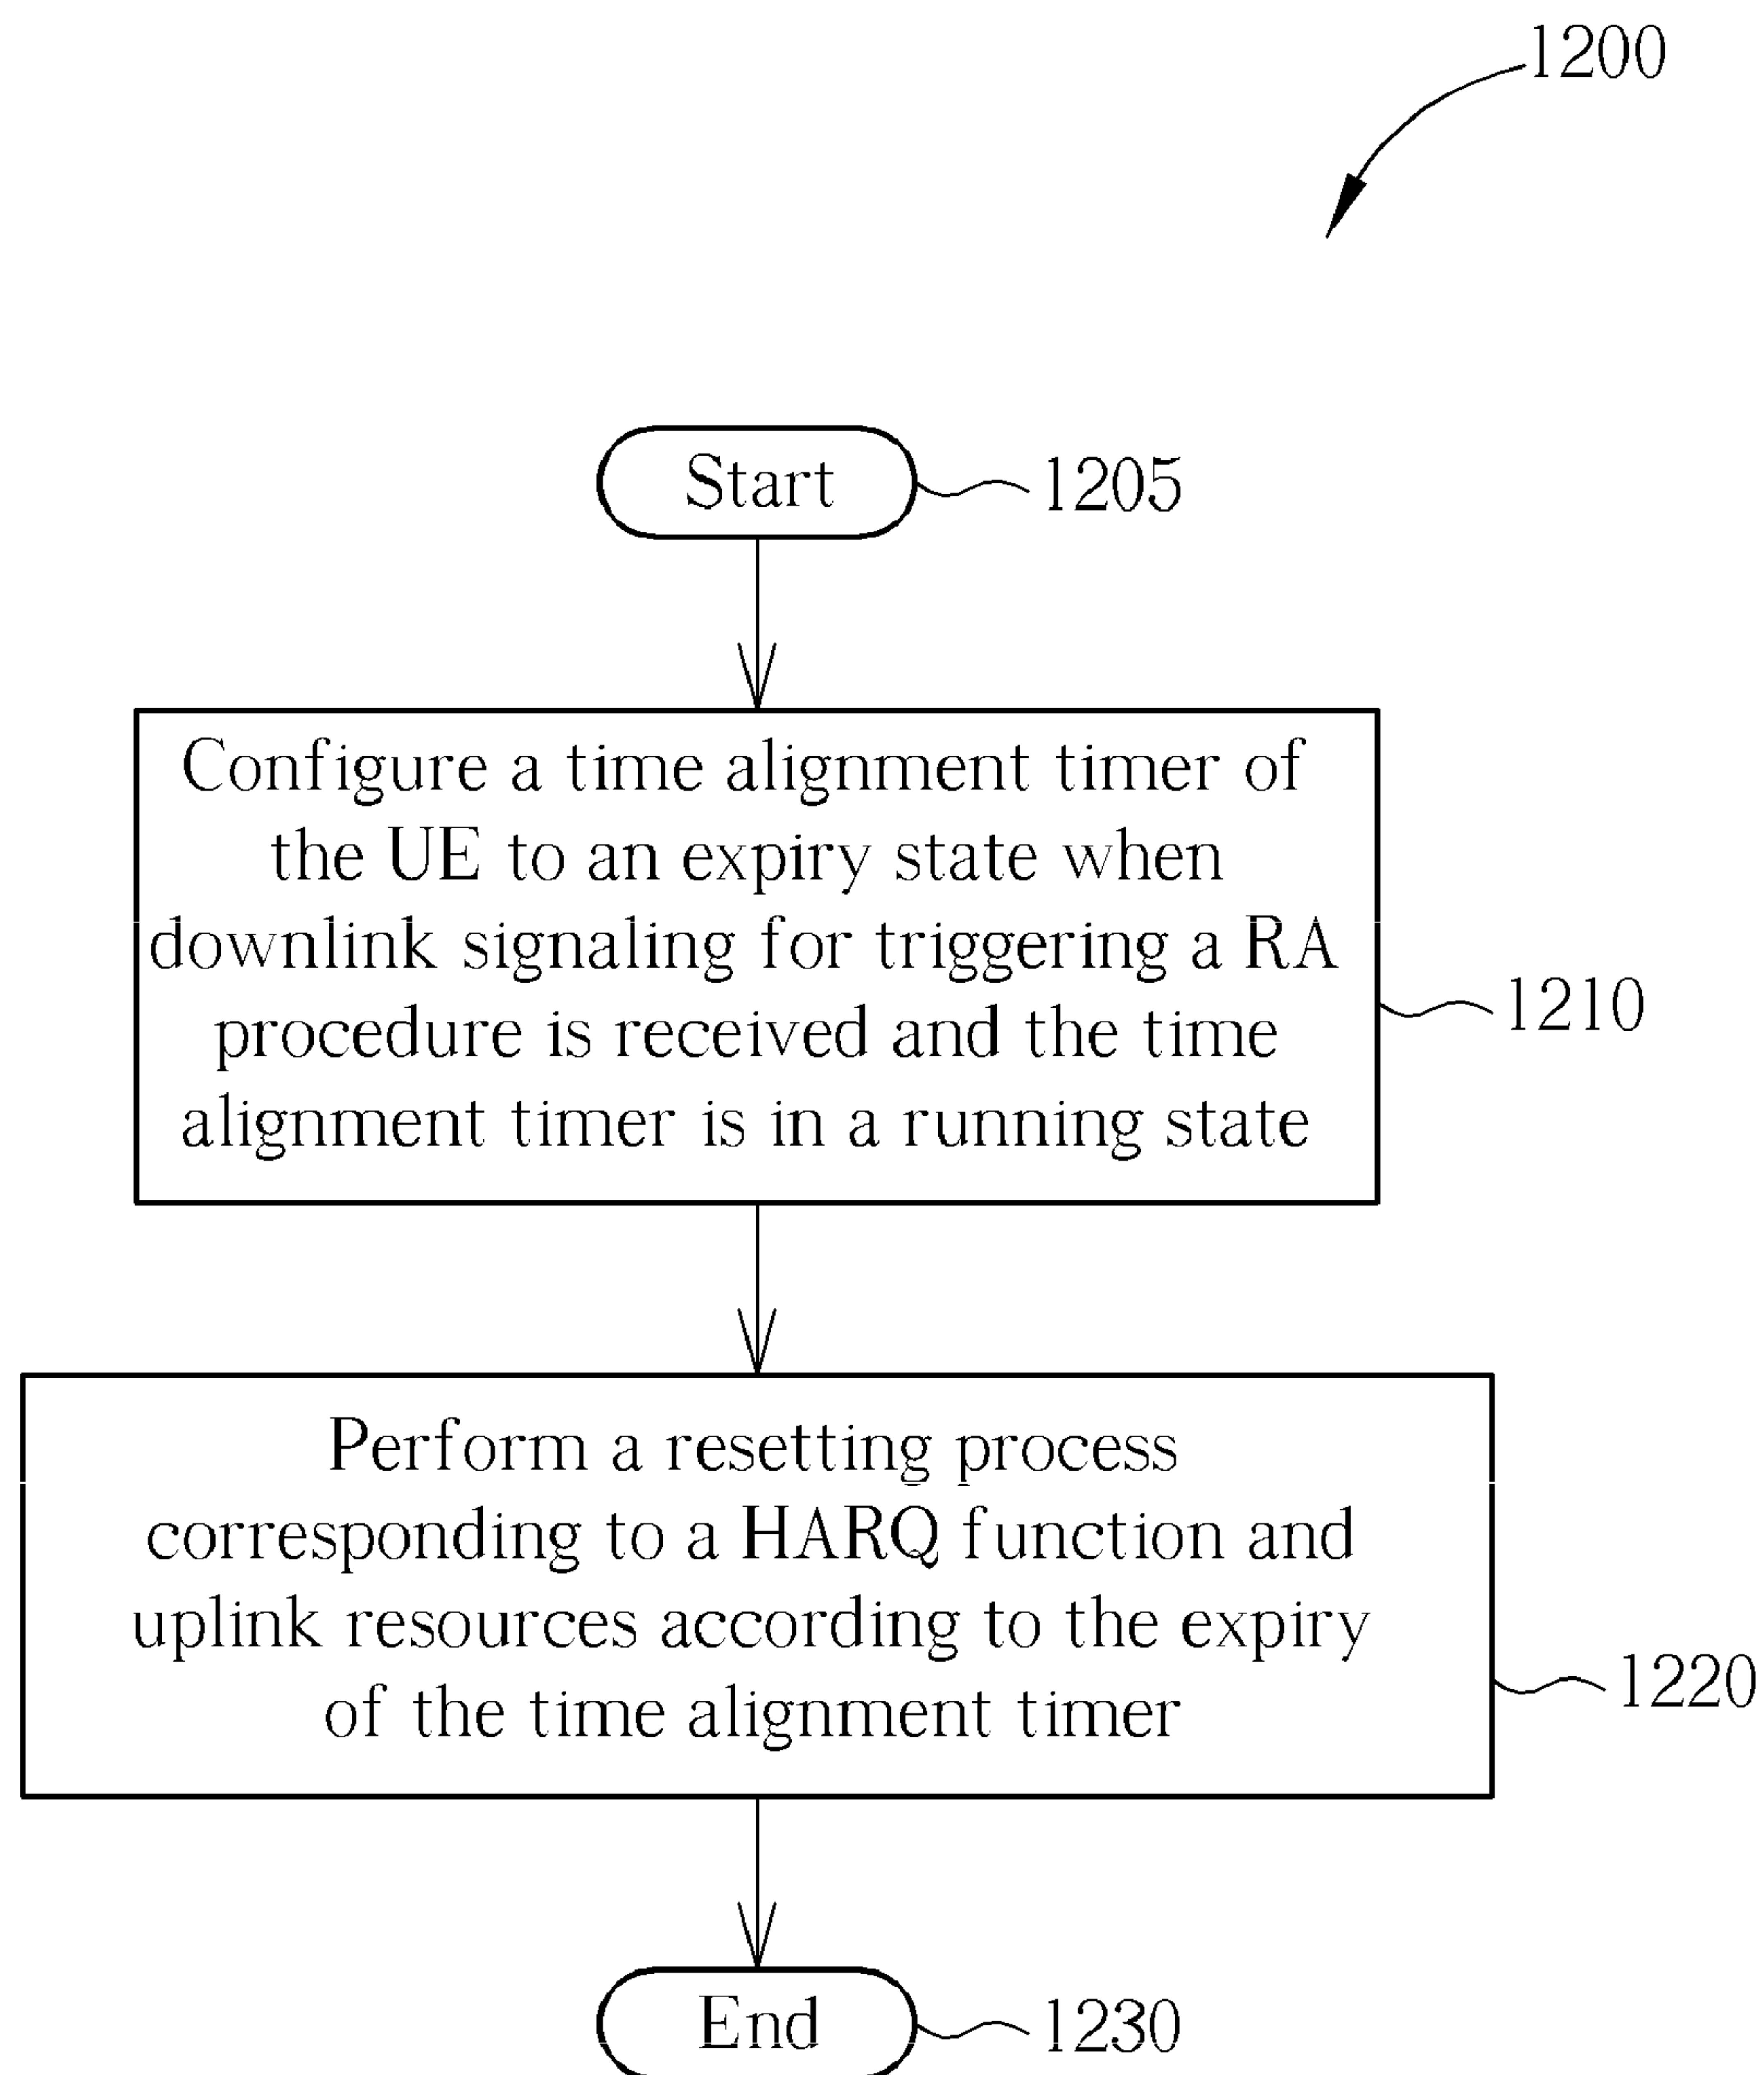 1200
Start
1205
Configure a time alignment timer of
the UE to an expiry state when
downlink signaling for triggering a RA
procedure is received and the time
alignment timer is in a running state
1210
Perform a resetting process
corresponding to a HARQ function and
uplink resources according to the expiry
of the time alignment timer
1220
End
1230